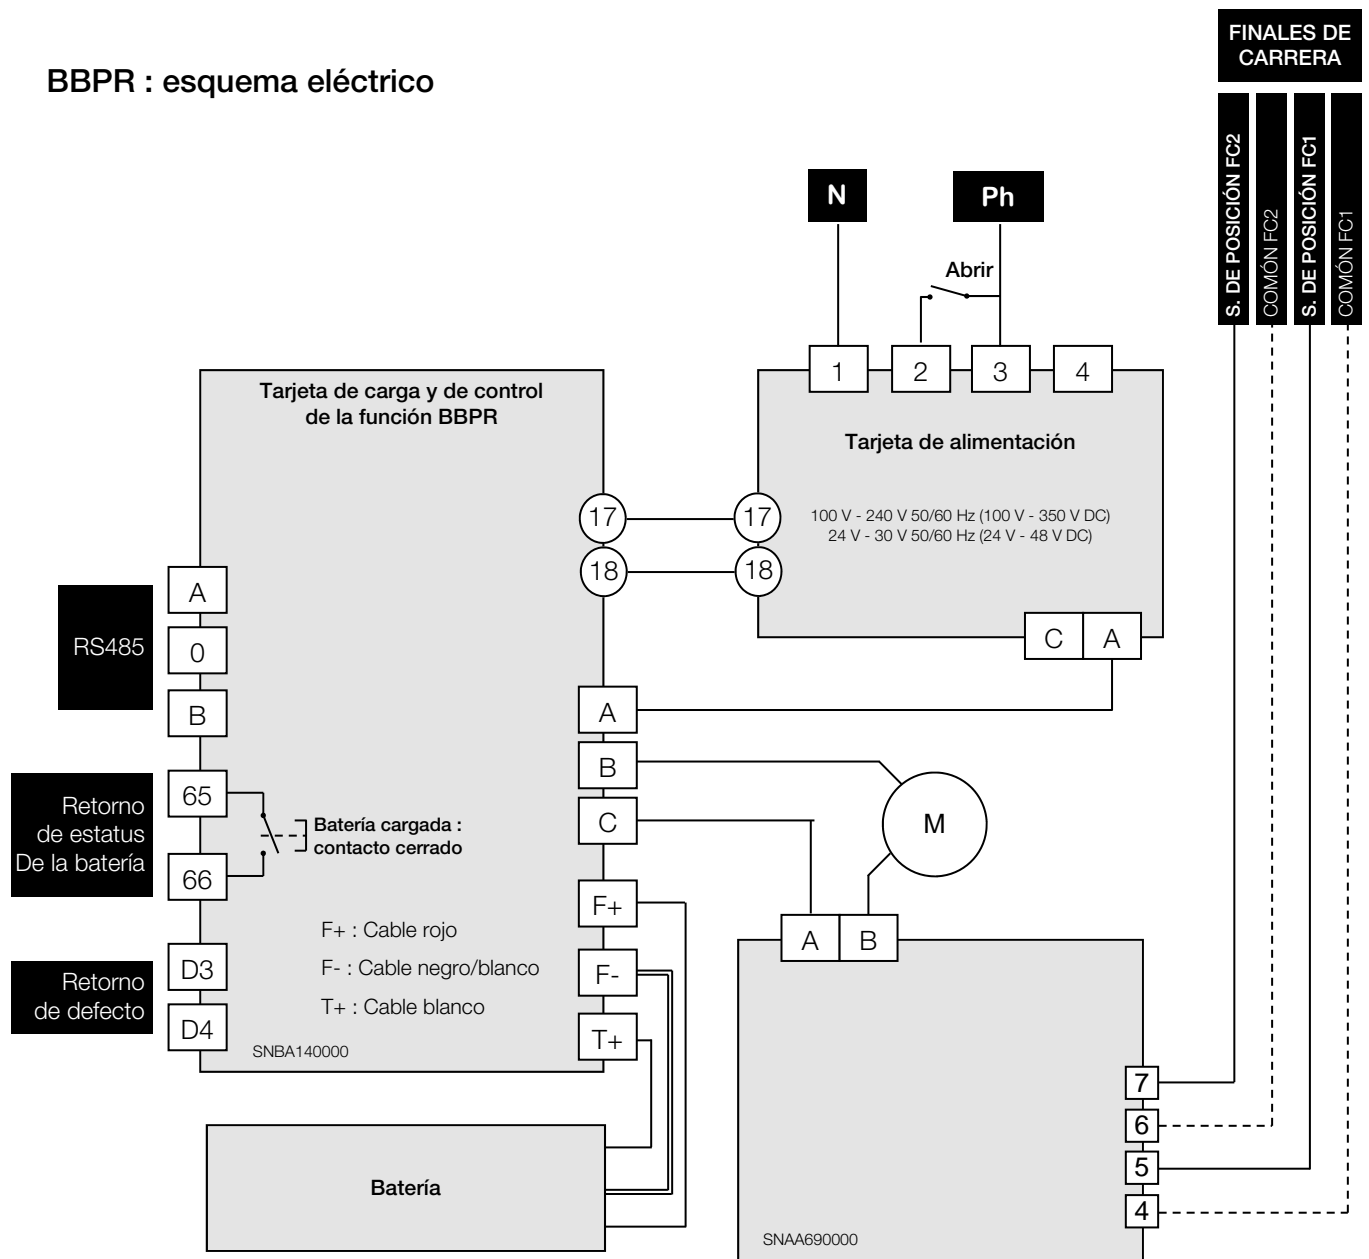 BBPR : esquema eléctrico
FINALES DE
CARRERA
S. DE POSICIÓN FC2
COMÓN FC2
S. DE POSICIÓN FC1
COMÓN FC1
N
Ph
Abrir
1
2
3
4
Tarjeta de carga y de control
de la función BBPR
Tarjeta de alimentación
100 V - 240 V 50/60 Hz (100 V - 350 V DC)
24 V - 30 V 50/60 Hz (24 V - 48 V DC)
17
17
18
18
C
A
RS485
A
0
B
A
B
C
M
Retorno
de estatus
De la batería
65
66
Batería cargada :
contacto cerrado
F+ : Cable rojo
F- : Cable negro/blanco
T+ : Cable blanco
F+
F-
T+
Retorno
de defecto
D3
D4
SNBA140000
A
B
7
6
5
4
Batería
SNAA690000